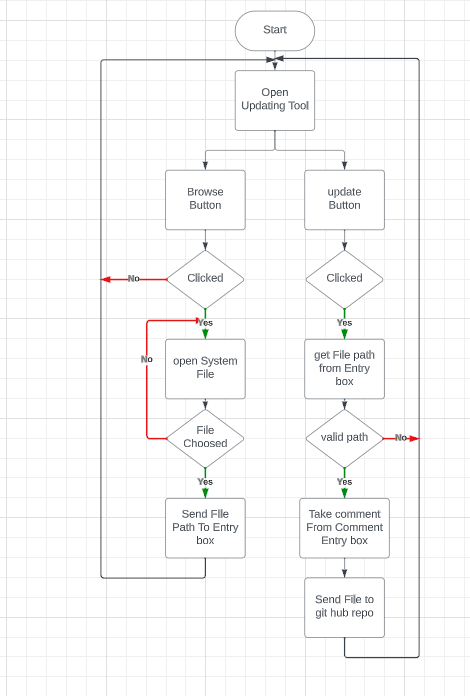 Start
Open
Updating Tool
Browse
Button
update
Button
Clicked
Clicked
No
Yes
Yes
open System
File
get File path
from Entry
box
No
File
Choosed
valid path
No
Yes
Yes
Send FIle
Path To Entry
box
Take comment
From Comment
Entry box
Send File to
git hub repo